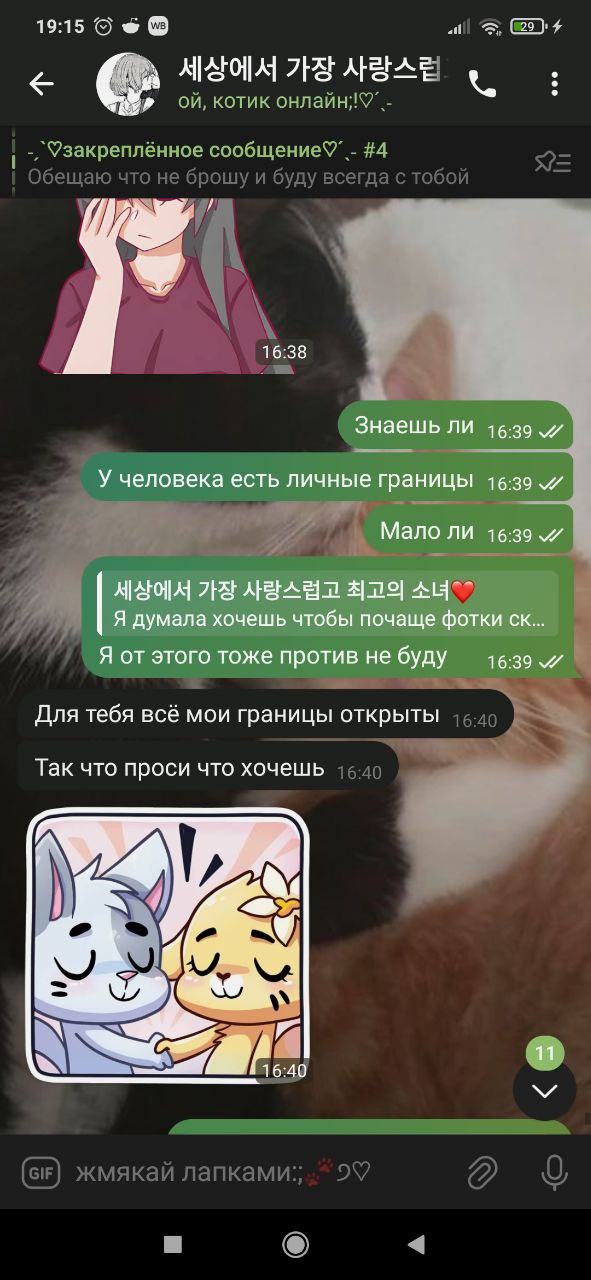 19:15 WB 29
세상에서 가장 사랑스럽
ой, котик онлайн;!♡´ˎ-
-ˏ`♡закреплённое сообщение♡´ˎ- #4
Обещаю что не брошу и буду всегда с тобой
16:38
Знаешь ли 16:39
У человека есть личные границы 16:39
Мало ли 16:39
세상에서 가장 사랑스럽고 최고의 소녀❤️
Я думала хочешь чтобы почаще фотки ск...
Я от этого тоже против не буду 16:39
Для тебя всё мои границы открыты 16:40
Так что проси что хочешь 16:40
16:40
11
GIF жмякай лапками:;🐾੭♡